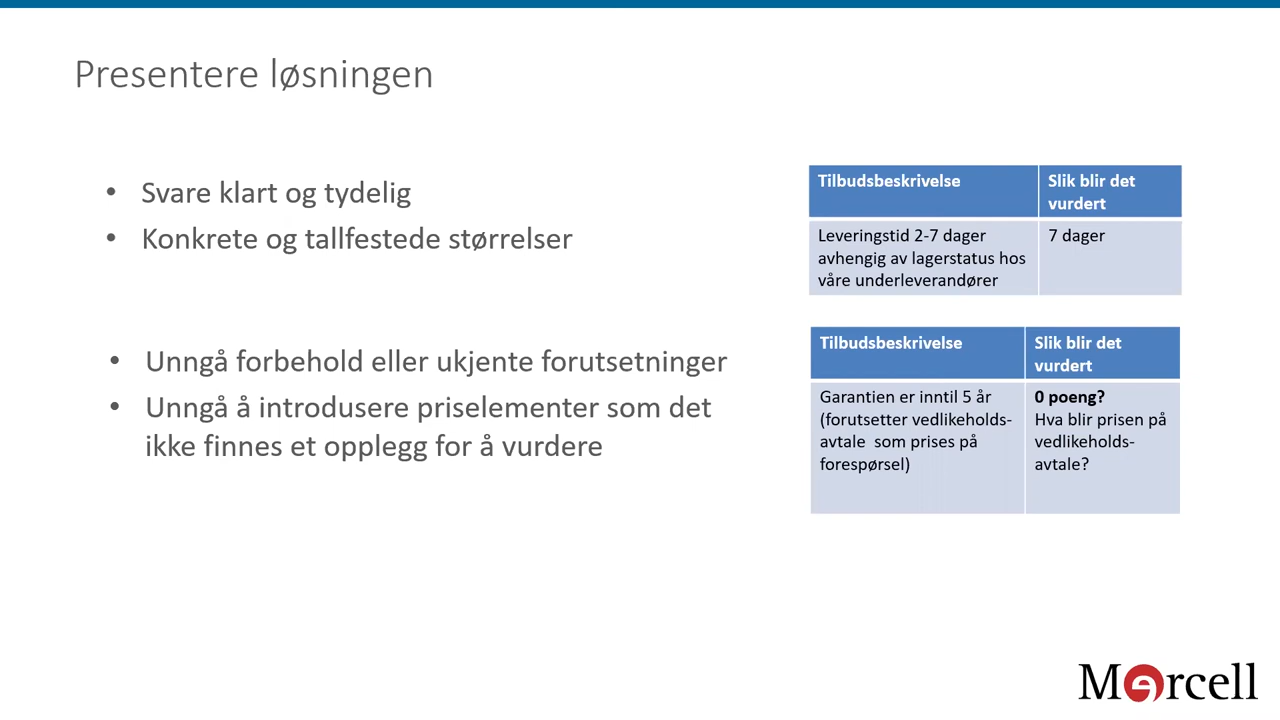 Presentere løsningen
• Svare klart og tydelig
• Konkrete og tallfestede størrelser
• Unngå forbehold eller ukjente forutsetninger
• Unngå å introdusere priselementer som det
ikke finnes et opplegg for å vurdere
Tilbudsbeskrivelse
Slik blir det
vurdert
Leveringstid 2-7 dager
avhengig av lagerstatus hos
våre underleverandører
7 dager
Tilbudsbeskrivelse
Slik blir det
vurdert
Garantien er inntil 5 år
(forutsetter vedlikeholds-
avtale som prises på
forespørsel)
0 poeng?
Hva blir prisen på
vedlikeholds-
avtale?
Mercell